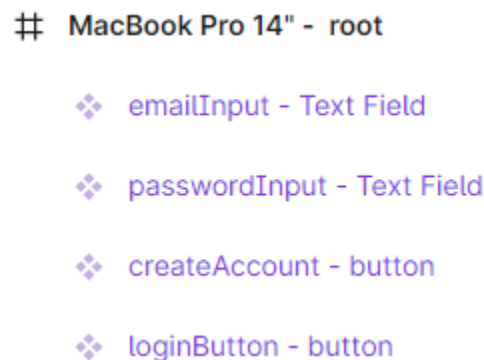 MacBook Pro 14" - root
emailInput - Text Field
passwordInput - Text Field
createAccount - button
loginButton - button